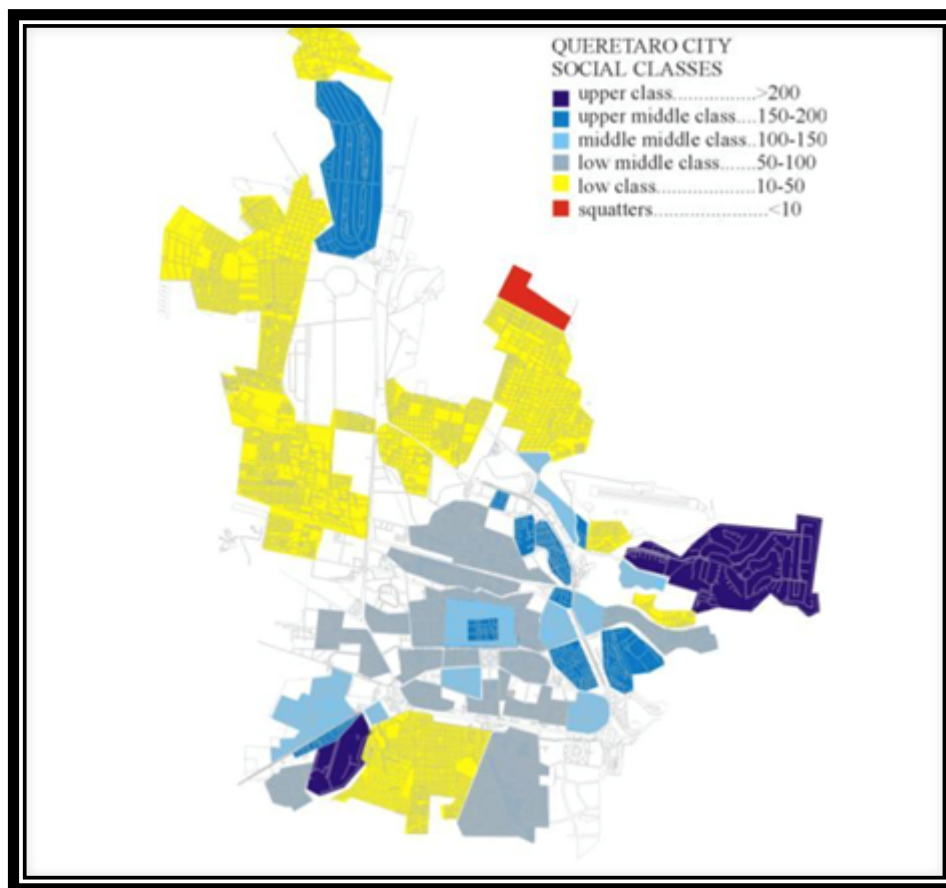 QUERETARO CITY
SOCIAL CLASSES
upper class................>200
upper middle class....150-200
middle middle class..100-150
low middle class......50-100
low class.....................10-50
squatters.......................<10